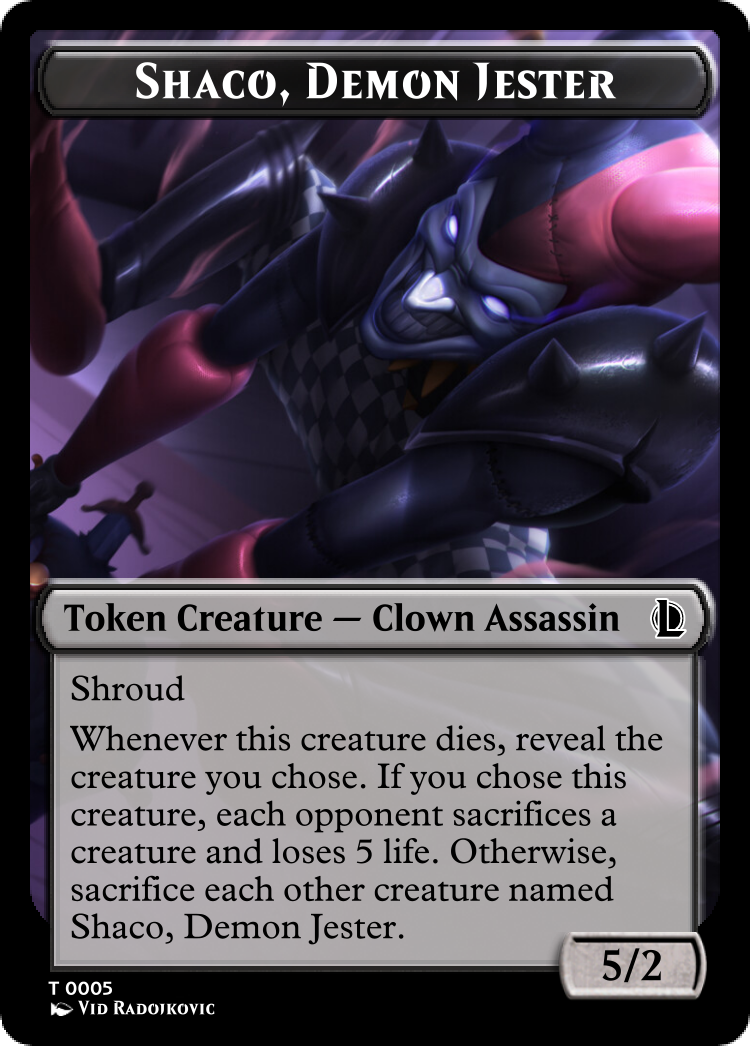 Shaco, Demon Jester
Token Creature — Clown Assassin
Shroud
Whenever this creature dies, reveal the
creature you chose. If you chose this
creature, each opponent sacrifices a
creature and loses 5 life. Otherwise,
sacrifice each other creature named
Shaco, Demon Jester.
5/2
T 0005
Vid Radojkovic